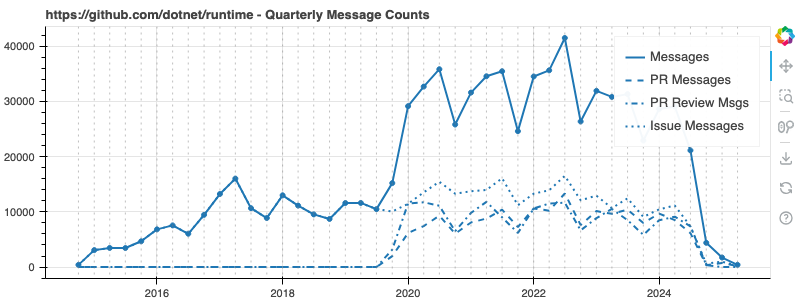 https://github.com/dotnet/runtime - Quarterly Message Counts
40000
30000
20000
10000
0
Messages
PR Messages
PR Review Msgs
Issue Messages
2016
2018
2020
2022
2024